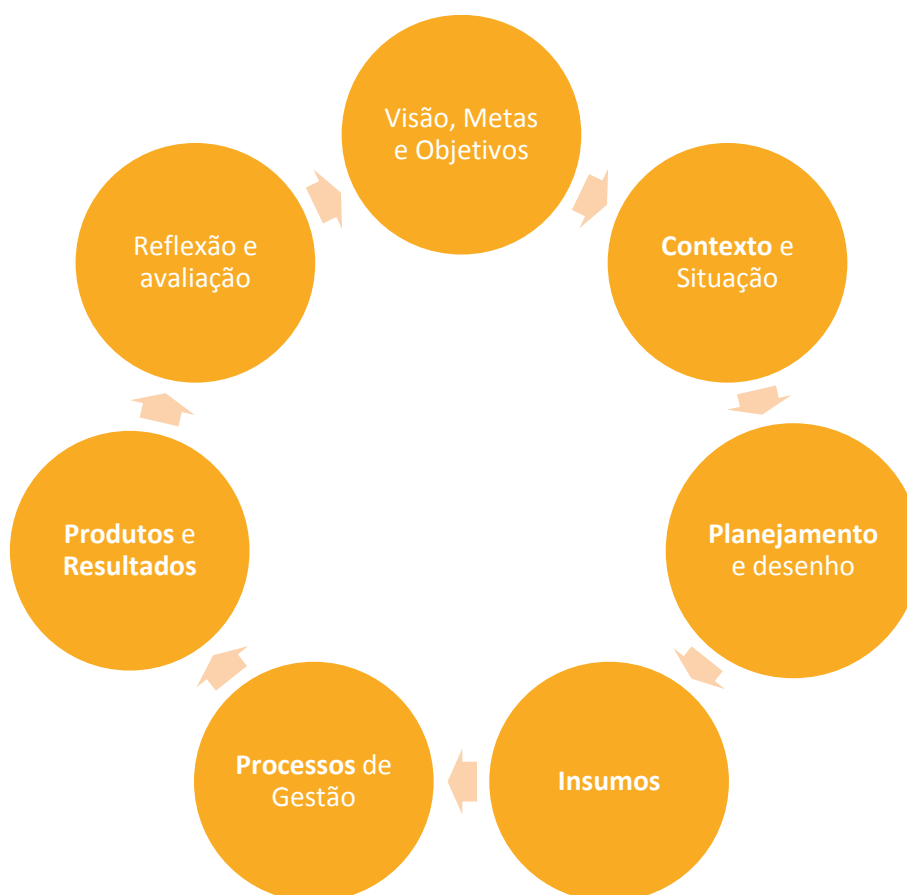 Visão, Metas
e Objetivos
Contexto e
Situação
Planejamento
e desenho
Insumos
Processos de
Gestão
Produtos e
Resultados
Reflexão e
avaliação